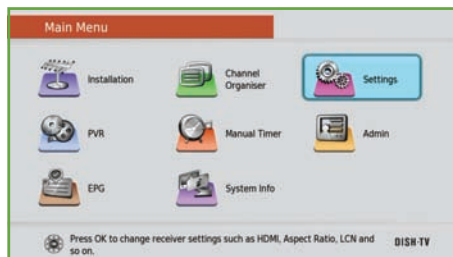 Main Menu
Installation
Channel
Organiser
Settings
PVR
Manual Timer
Admin
EPG
System Info
Press OK to change receiver settings such as HDMI, Aspect Ratio, LCN and
so on.
DISH-TV